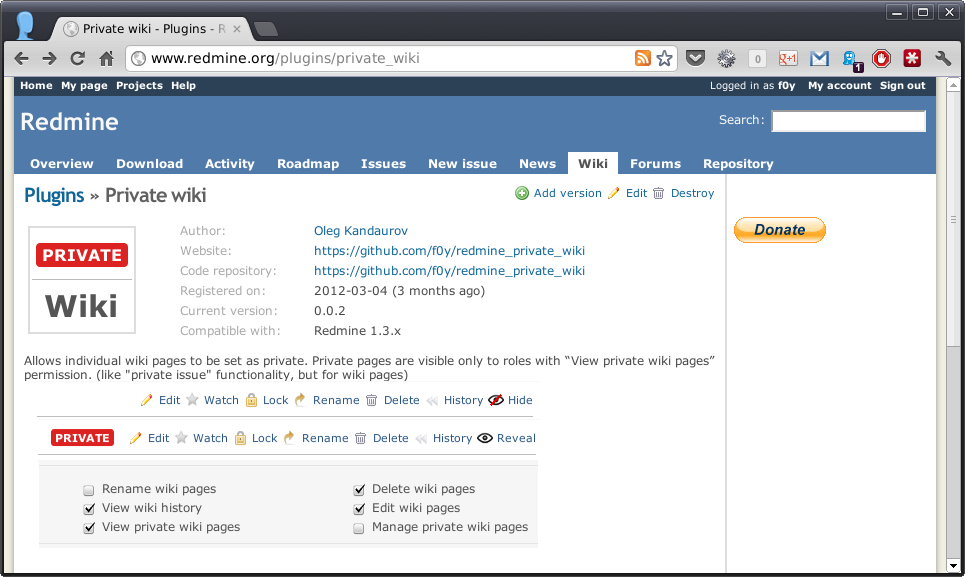 Private wiki - Plugins - R
www.redmine.org/plugins/private_wiki
0
g+1
1
Home My page Projects Help
Logged in as f0y My account Sign out
Redmine
Search:
Overview Download Activity Roadmap Issues New issue News Wiki Forums Repository
Plugins » Private wiki
Add version Edit Destroy
Donate
PRIVATE
Wiki
Author: Oleg Kandaurov
Website: https://github.com/f0y/redmine_private_wiki
Code repository: https://github.com/f0y/redmine_private_wiki
Registered on: 2012-03-04 (3 months ago)
Current version: 0.0.2
Compatible with: Redmine 1.3.x
Allows individual wiki pages to be set as private. Private pages are visible only to roles with “View private wiki pages”
permission. (like "private issue" functionality, but for wiki pages)
Edit Watch Lock Rename Delete History Hide
PRIVATE Edit Watch Lock Rename Delete History Reveal
Rename wiki pages Delete wiki pages
View wiki history Edit wiki pages
View private wiki pages Manage private wiki pages